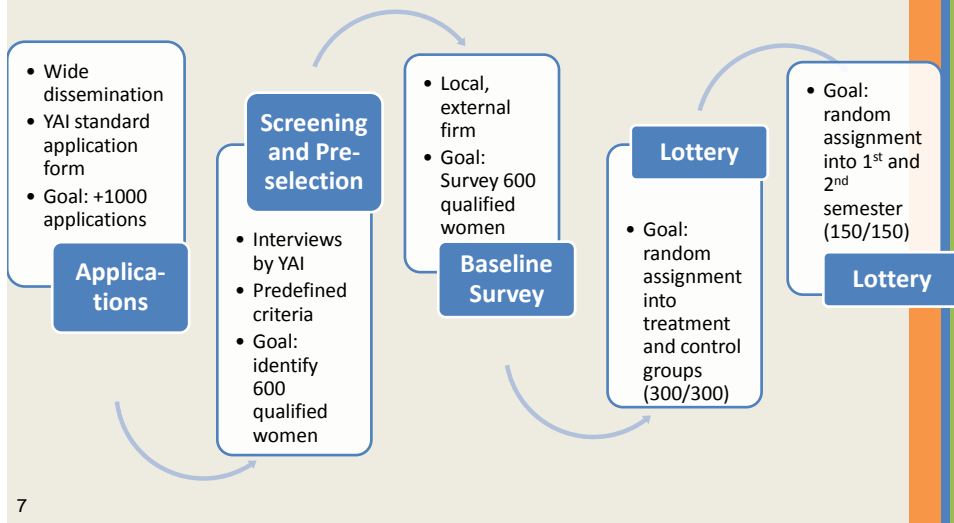 • Wide
dissemination
• YAI standard
application
form
• Goal: +1000
applications
Applica-
tions
Screening
and Pre-
selection
• Interviews
by YAI
• Predefined
criteria
• Goal:
identify
600
qualified
women
• Local,
external
firm
• Goal:
Survey 600
qualified
women
Baseline
Survey
Lottery
• Goal:
random
assignment
into
treatment
and control
groups
(300/300)
• Goal:
random
assignment
into 1st and
2nd
semester
(150/150)
Lottery
7